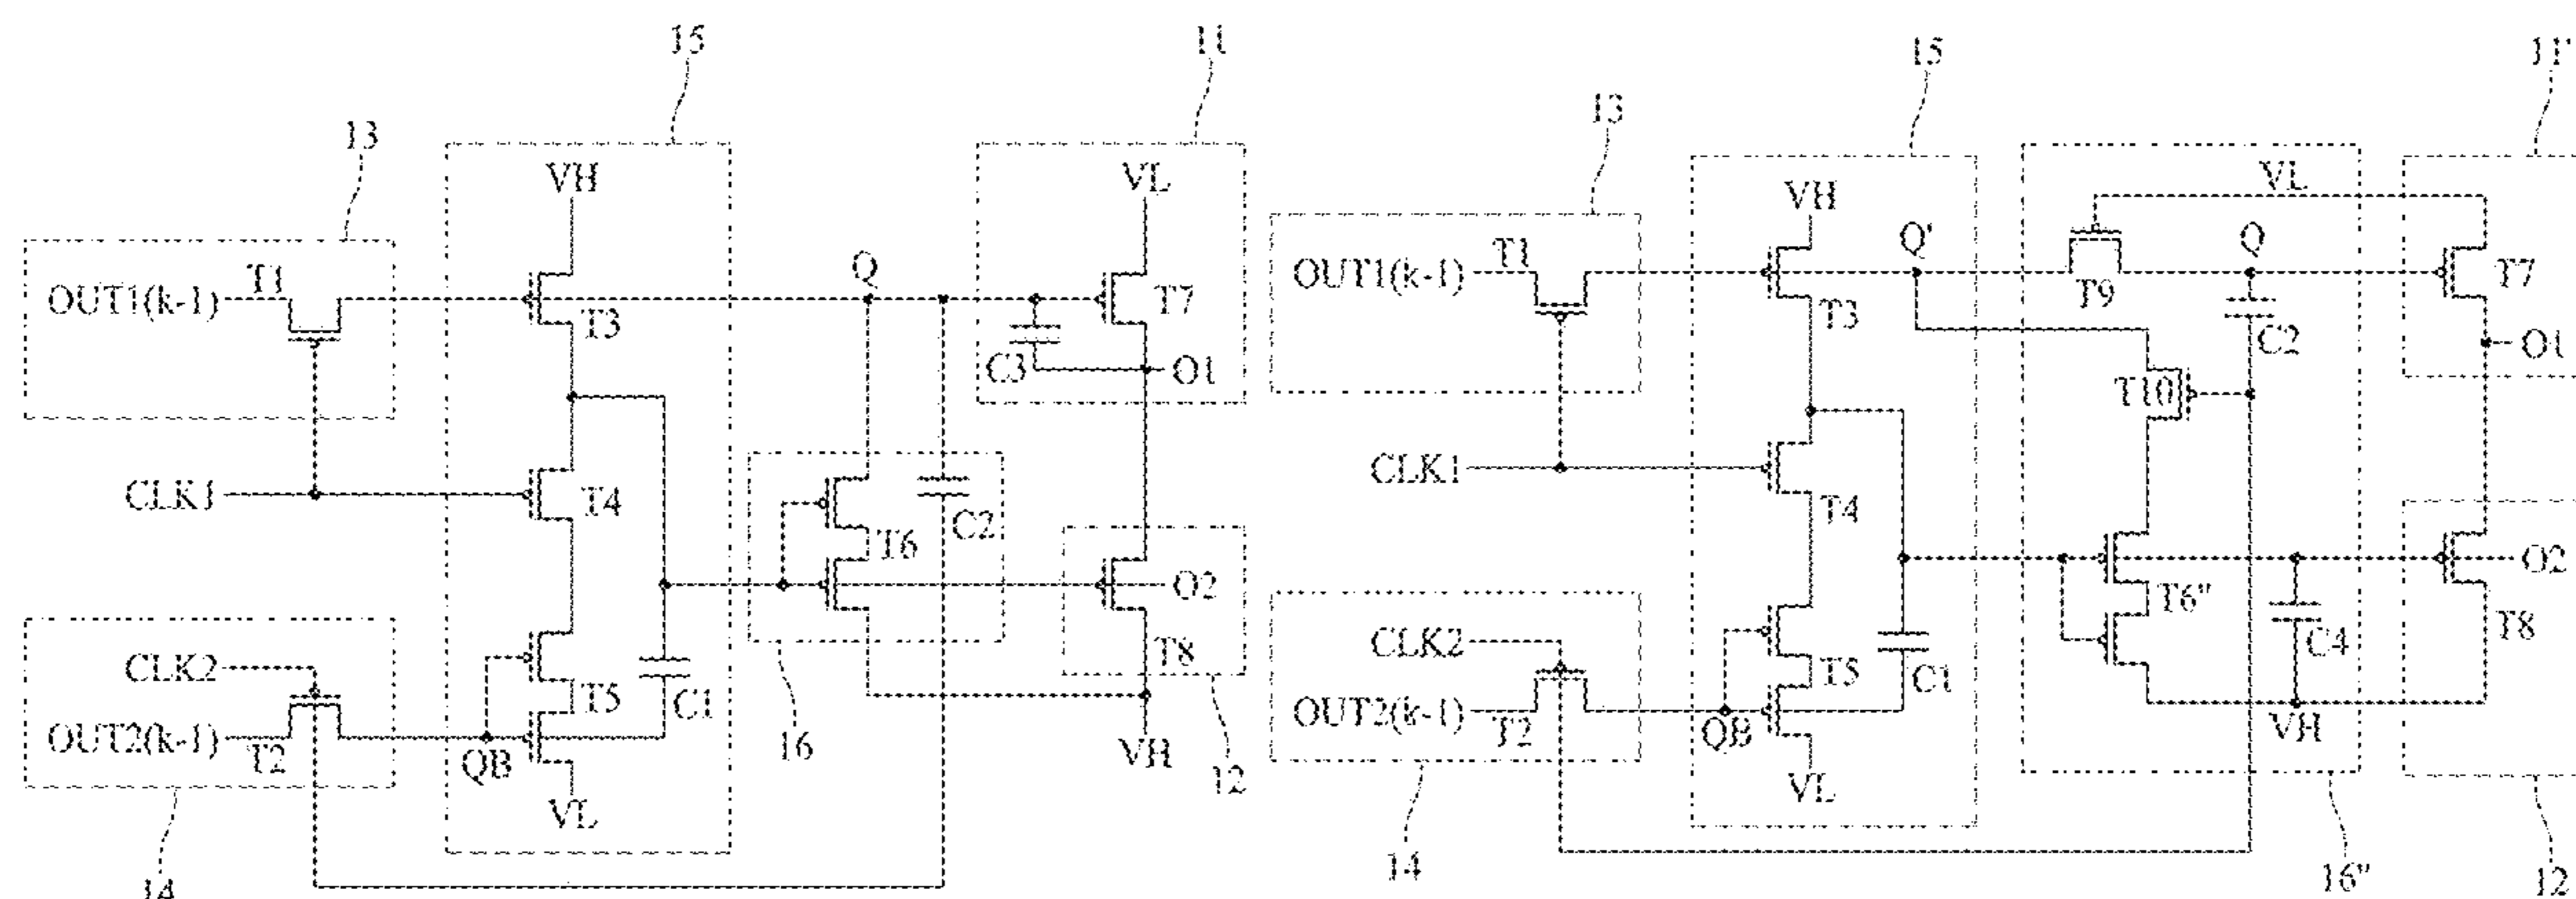 15
11
13
VH
VL
Q
T1
OUT1(k-1)
T3
T7
C3
O1
CLK1
T4
T6
C2
O2
T8
CLK2
T5
C1
OUT2(k-1)
T2
QB
VL
16
VH
12
14
15
11'
13
VH
VL
Q'
Q
T1
OUT1(k-1)
T3
T9
T7
C2
O1
T10
CLK1
T4
O2
T6"
C4
T8
CLK2
T5
C1
OUT2(k-1)
T2
QB
VH
VL
14
16"
12